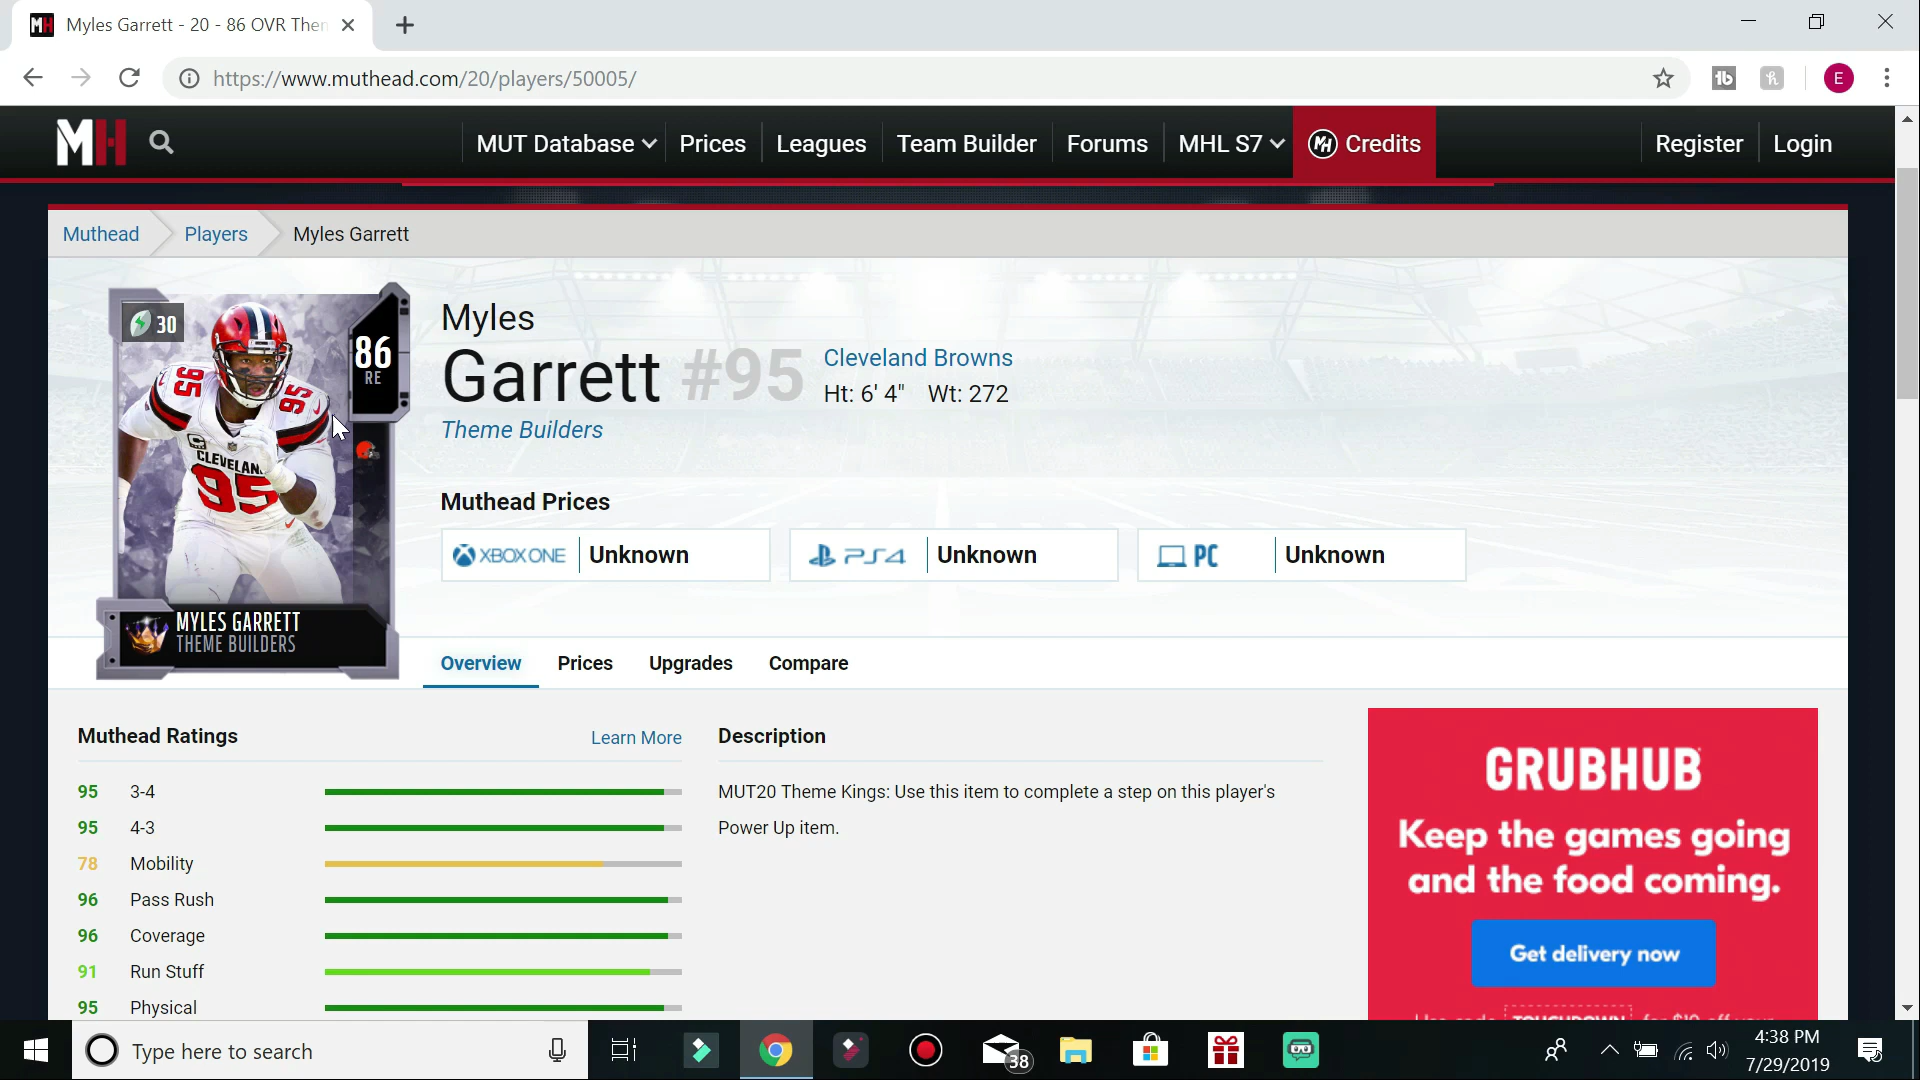 Myles Garrett - 20 - 86 OVR Them
https://www.muthead.com/20/players/50005/
E
MH
MUT Database
Prices
Leagues
Team Builder
Forums
MHL S7
Credits
Register
Login
Muthead
Players
Myles Garrett
30
86
RE
95
95
CLEVELAN
95
MYLES GARRETT
THEME BUILDERS
Myles
Garrett #95
Cleveland Browns
Ht: 6' 4" Wt: 272
Theme Builders
Muthead Prices
XBOX ONE Unknown
PS4 Unknown
PC Unknown
Overview
Prices
Upgrades
Compare
Muthead Ratings
Learn More
95 3-4
95 4-3
78 Mobility
96 Pass Rush
96 Coverage
91 Run Stuff
95 Physical
Description
MUT20 Theme Kings: Use this item to complete a step on this player's
Power Up item.
GRUBHUB
Keep the games going
and the food coming.
Get delivery now
Type here to search
38
4:38 PM
7/29/2019